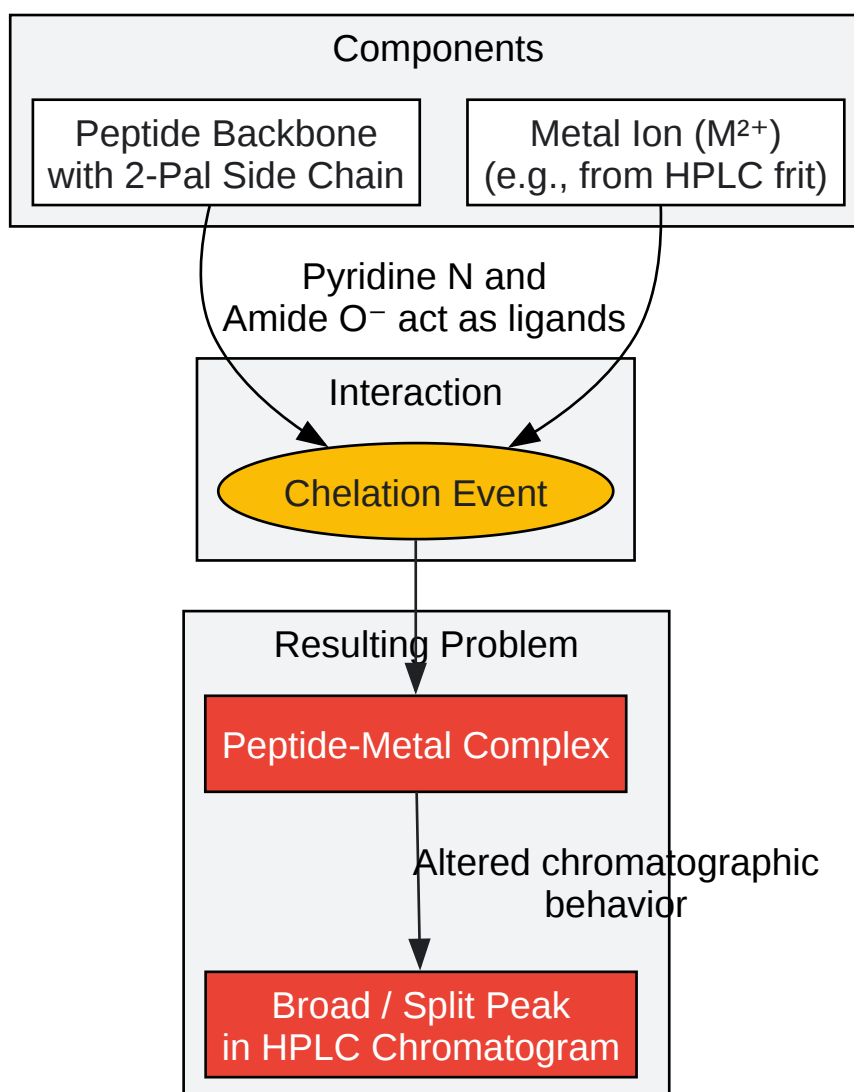 Components
Peptide Backbone
with 2-Pal Side Chain
Metal Ion (M²⁺)
(e.g., from HPLC frit)
Pyridine N and
Amide O⁻ act as ligands
Interaction
Chelation Event
Resulting Problem
Peptide-Metal Complex
Altered chromatographic
behavior
Broad / Split Peak
in HPLC Chromatogram